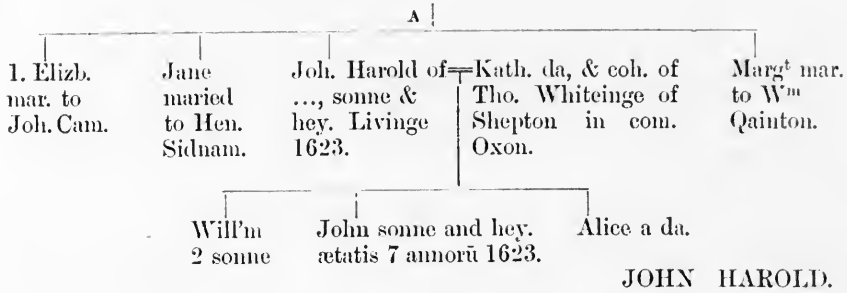 A
1. Elizb.
mar. to
Joh. Cam.
Jane
maried
to Hen.
Sidnam.
Joh. Harold of
..., sonne &
hey. Livinge
1623.
Kath. da, & coh. of
Tho. Whiteinge of
Shepton in com.
Oxon.
Margᵗ mar.
to Wᵐ
Qainton.
Will'm
2 sonne
John sonne and hey.
ætatis 7 annorū 1623.
Alice a da.
JOHN HAROLD.